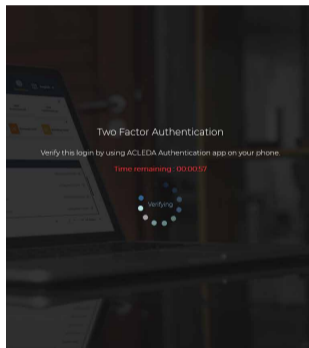 Two Factor Authentication
Verify this login by using ACLEDA Authentication app on your phone.
Time remaining : 00:00:57
Verifying